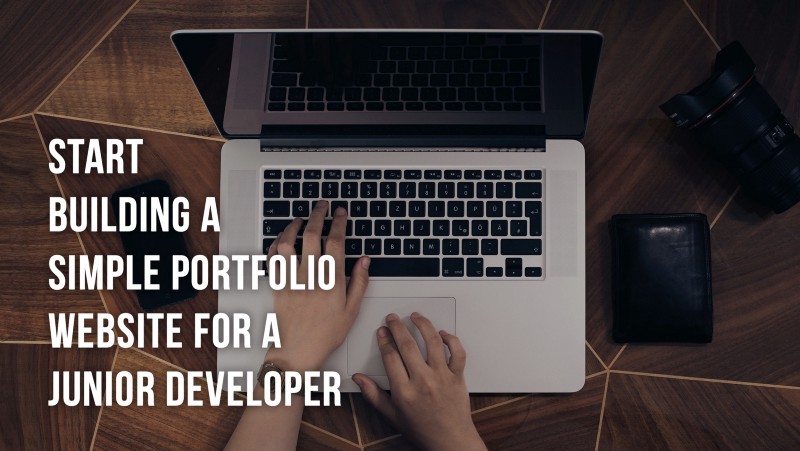 START
BUILDING A
SIMPLE PORTFOLIO
WEBSITE FOR A
JUNIOR DEVELOPER